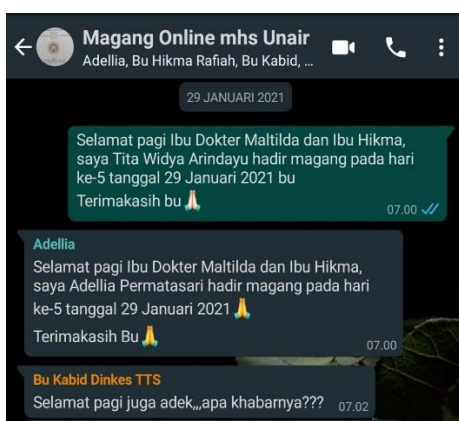 Magang Online mhs Unair
Adellia, Bu Hikma Rafiah, Bu Kabid, ...
29 JANUARI 2021
Selamat pagi Ibu Dokter Maltilda dan Ibu Hikma,
saya Tita Widya Arindayu hadir magang pada hari
ke-5 tanggal 29 Januari 2021 bu
Terimakasih bu🙏🏻
07.00
Adellia
Selamat pagi Ibu Dokter Maltilda dan Ibu Hikma,
saya Adellia Permatasari hadir magang pada hari
ke-5 tanggal 29 Januari 2021🙏
Terimakasih Bu🙏
07.00
Bu Kabid Dinkes TTS
Selamat pagi juga adek,,,apa khabarnya??? 07.02